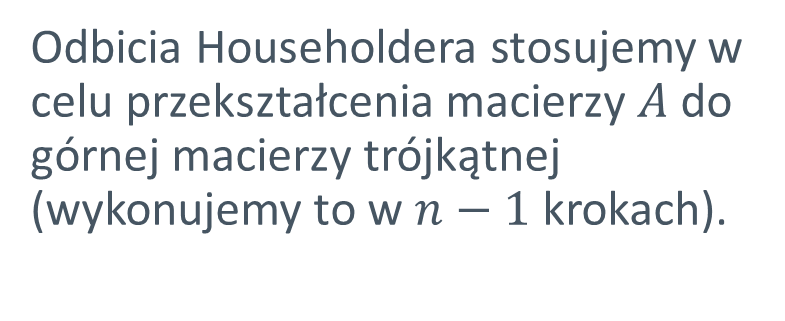 Odbicia Householdera stosujemy w
celu przekształcenia macierzy A do
górnej macierzy trójkątnej
(wykonujemy to w n − 1 krokach).